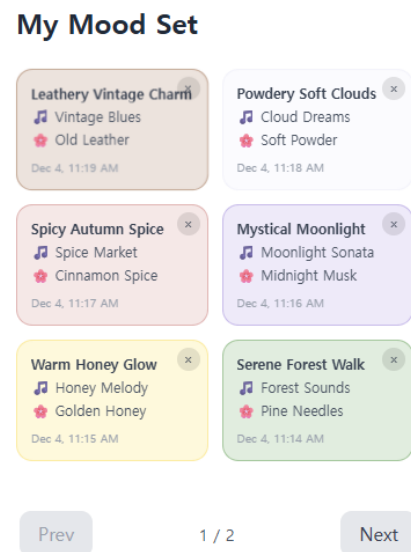 My Mood Set
Leathery Vintage Charm ×
🎵 Vintage Blues
🌸 Old Leather
Dec 4, 11:19 AM
Powdery Soft Clouds ×
🎵 Cloud Dreams
🌸 Soft Powder
Dec 4, 11:18 AM
Spicy Autumn Spice ×
🎵 Spice Market
🌸 Cinnamon Spice
Dec 4, 11:17 AM
Mystical Moonlight ×
🎵 Moonlight Sonata
🌸 Midnight Musk
Dec 4, 11:16 AM
Warm Honey Glow ×
🎵 Honey Melody
🌸 Golden Honey
Dec 4, 11:15 AM
Serene Forest Walk ×
🎵 Forest Sounds
🌸 Pine Needles
Dec 4, 11:14 AM
Prev 1 / 2 Next